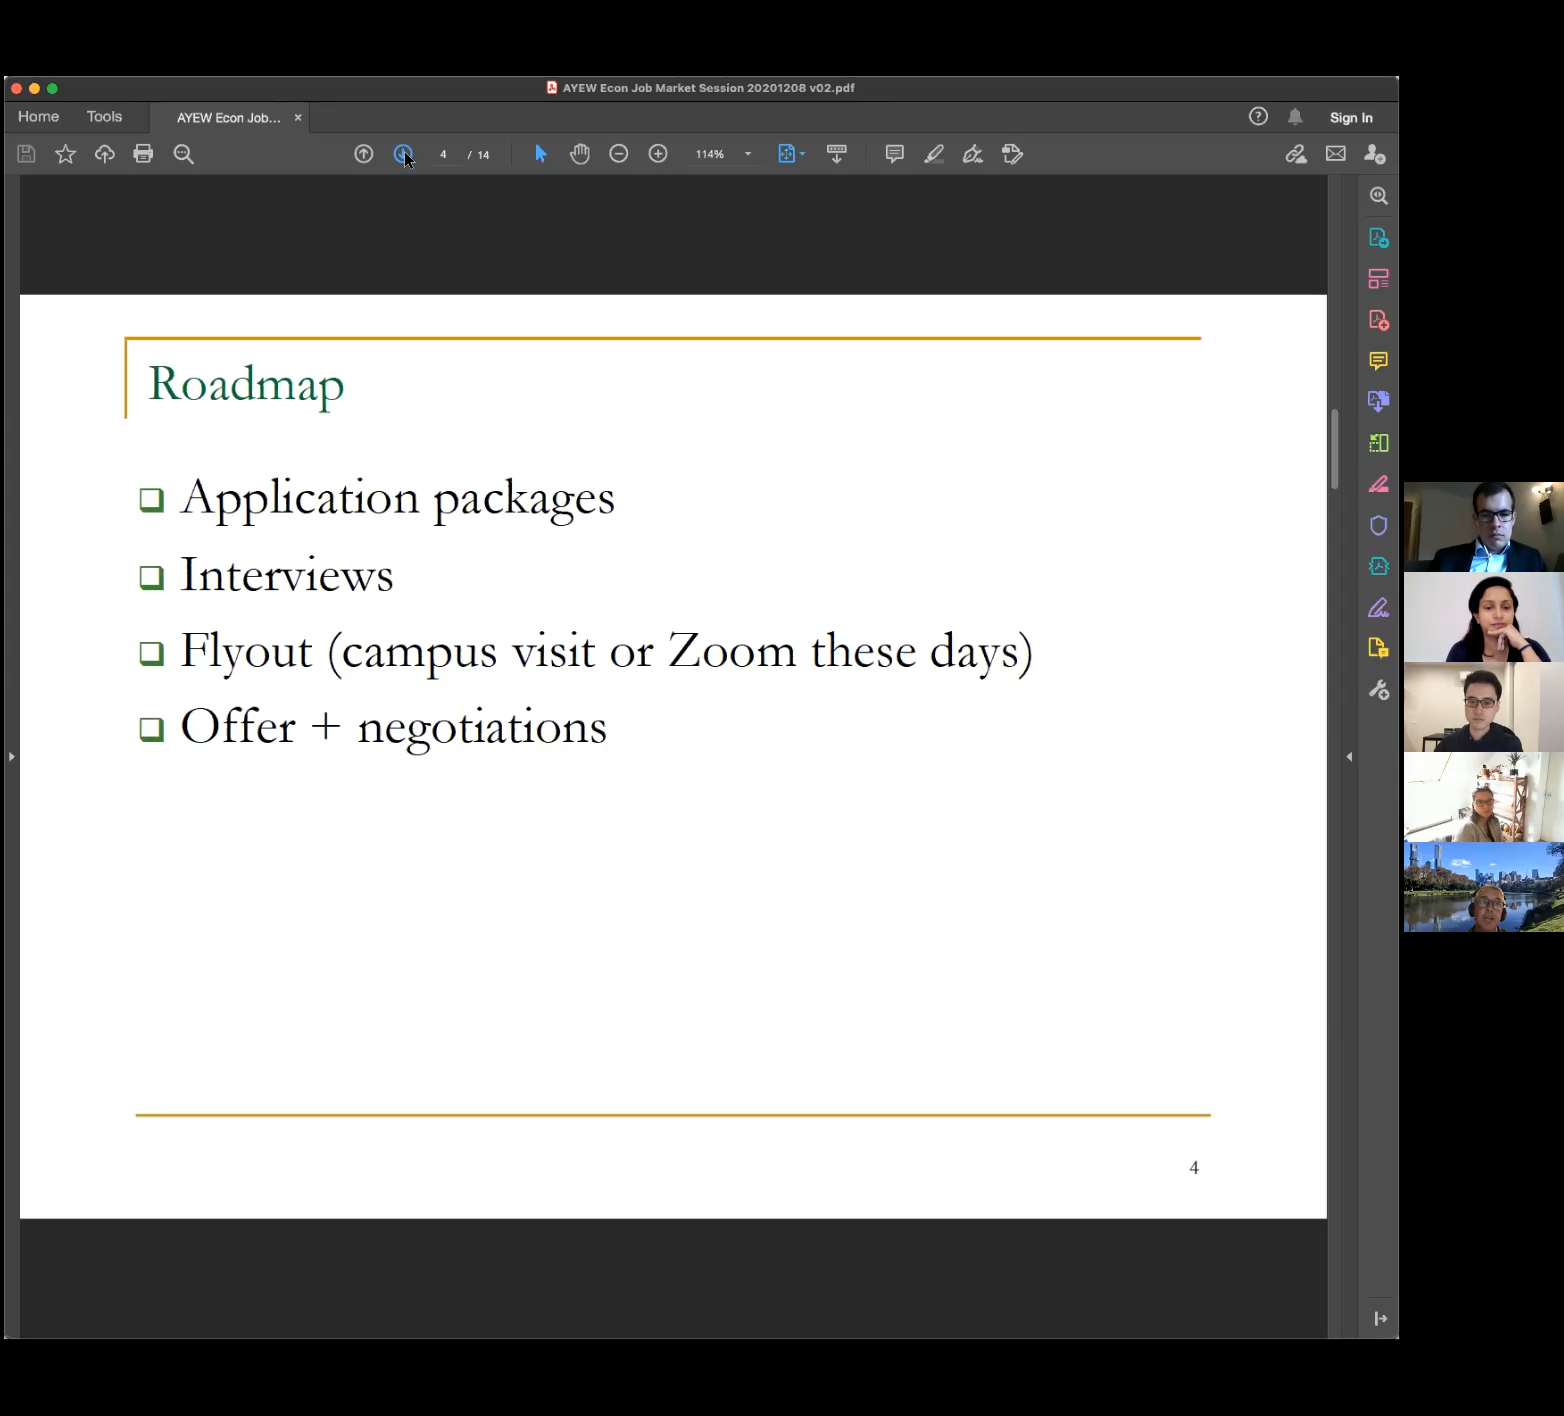 AYEW Econ Job Market Session 20201208 v02.pdf
Home Tools AYEW Econ Job... × ? Sign In
4 / 14 114%
Roadmap
Application packages
Interviews
Flyout (campus visit or Zoom these days)
Offer + negotiations
4